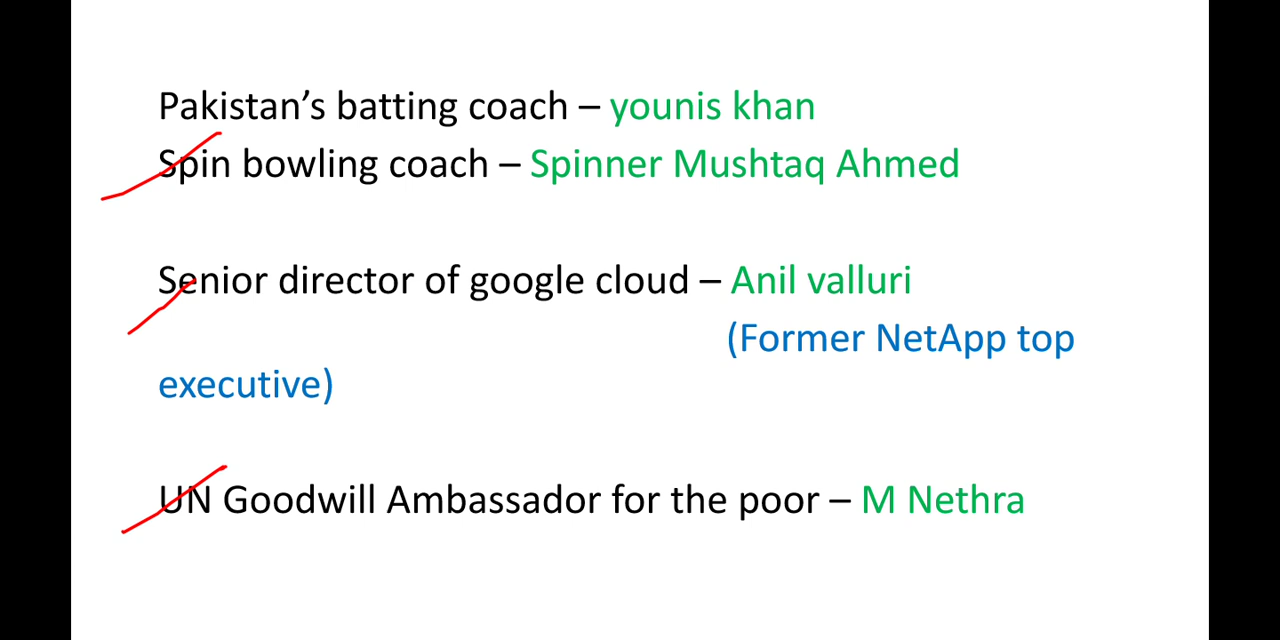 Pakistan’s batting coach – younis khan
Spin bowling coach – Spinner Mushtaq Ahmed
Senior director of google cloud – Anil valluri
(Former NetApp top
executive)
UN Goodwill Ambassador for the poor – M Nethra